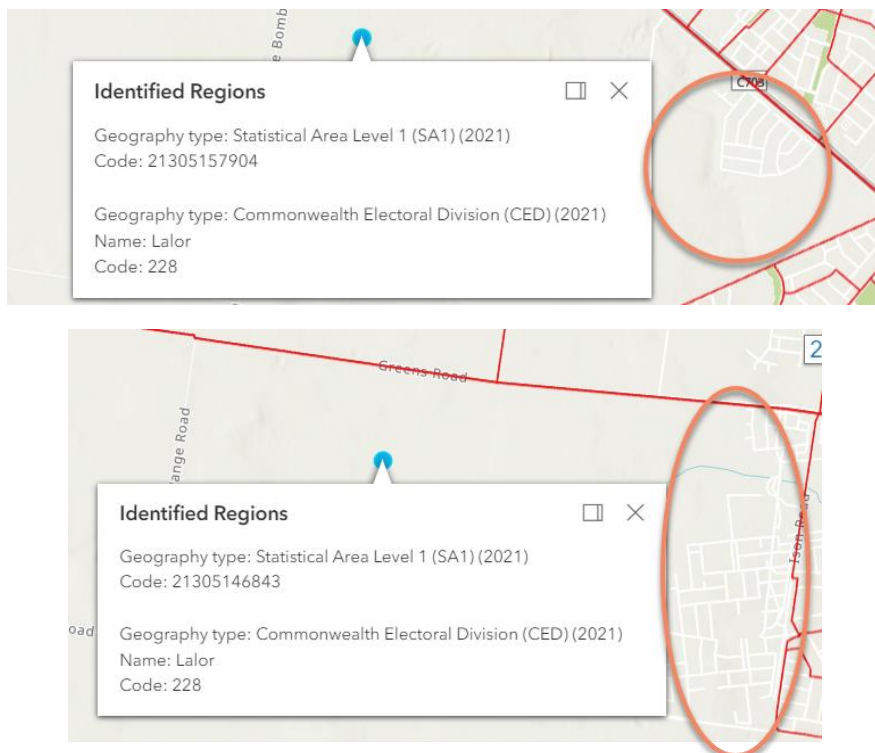 e Bomb
C705
Identified Regions
Geography type: Statistical Area Level 1 (SA1) (2021)
Code: 21305157904
Geography type: Commonwealth Electoral Division (CED) (2021)
Name: Lalor
Code: 228
2
Greens Road
ange Road
Identified Regions
Ison Road
Geography type: Statistical Area Level 1 (SA1) (2021)
Code: 21305146843
oad
Geography type: Commonwealth Electoral Division (CED) (2021)
Name: Lalor
Code: 228